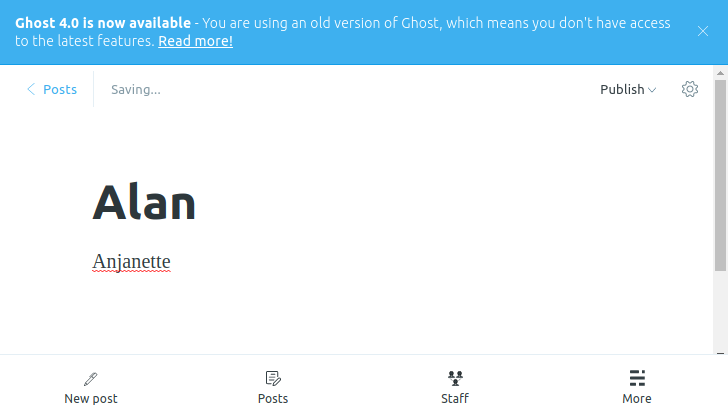 Ghost 4.0 is now available - You are using an old version of Ghost, which means you don't have access
to the latest features. Read more!
Posts
Saving...
Publish
Alan
Anjanette
New post
Posts
Staff
More